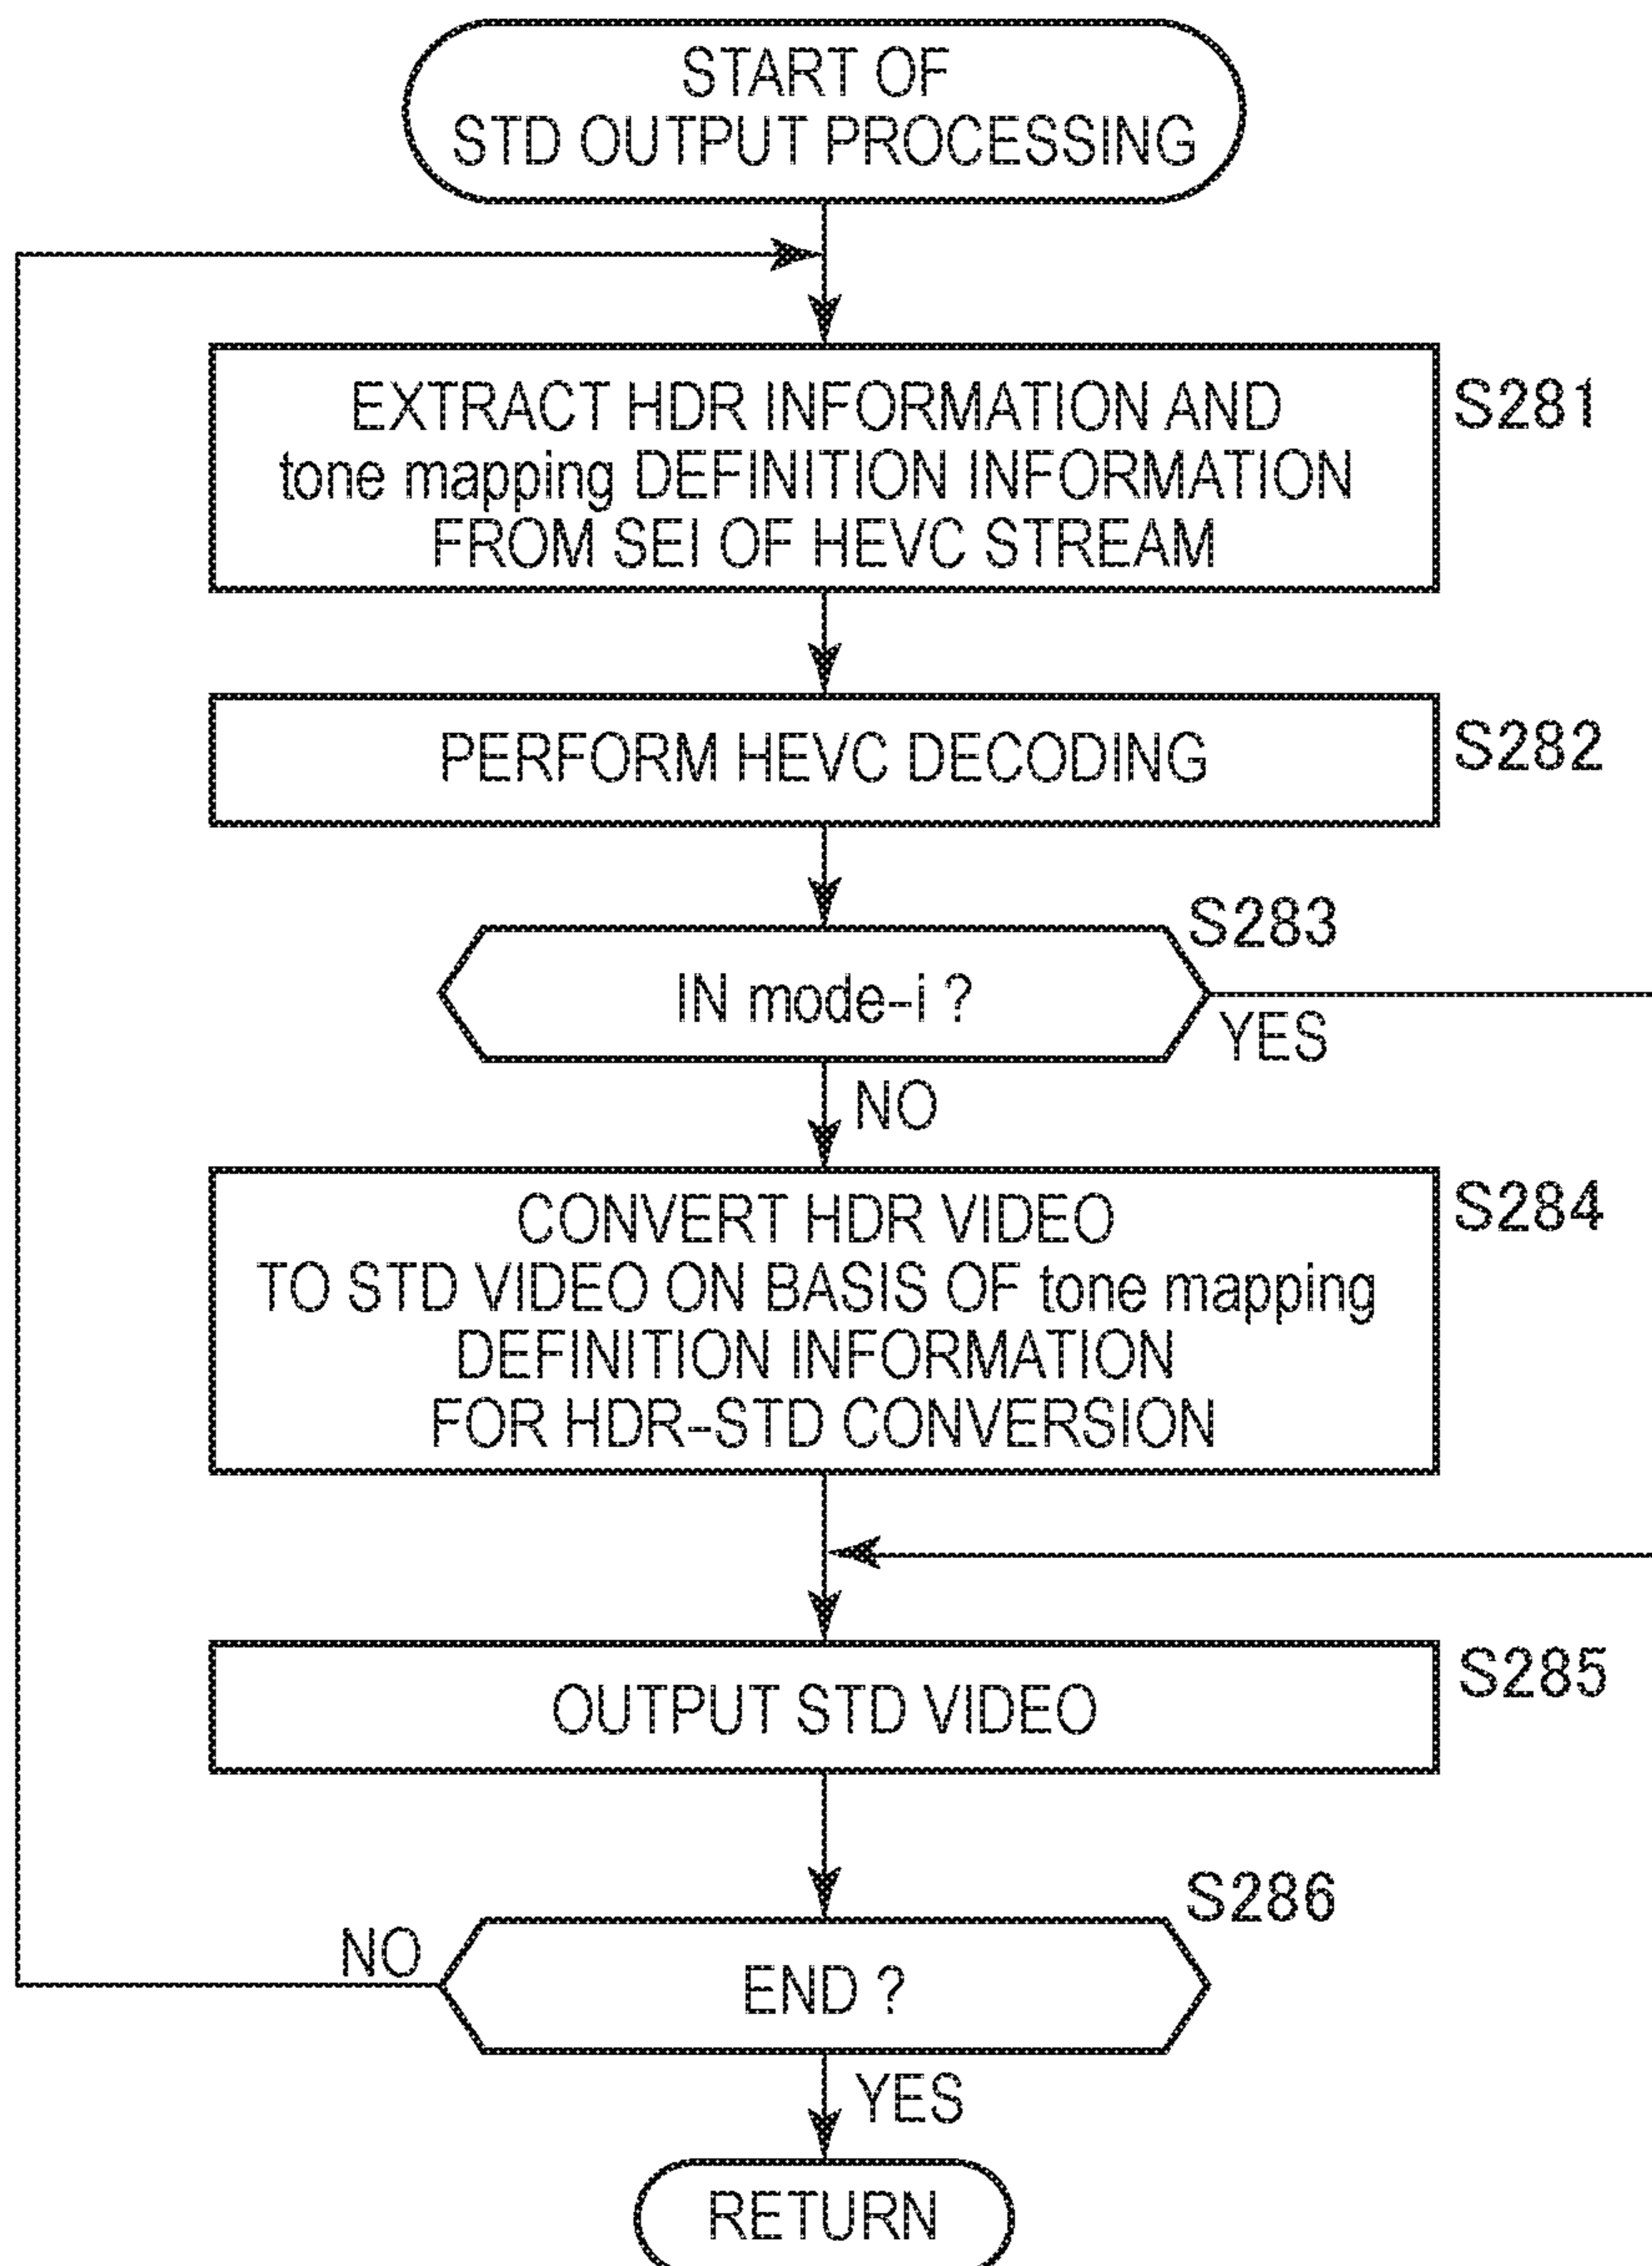 START OF
STD OUTPUT PROCESSING
EXTRACT HDR INFORMATION AND
tone mapping DEFINITION INFORMATION
FROM SEI OF HEVC STREAM
S281
PERFORM HEVC DECODING
S282
S283
IN mode-i ?
YES
NO
CONVERT HDR VIDEO
TO STD VIDEO ON BASIS OF tone mapping
DEFINITION INFORMATION
FOR HDR-STD CONVERSION
S284
OUTPUT STD VIDEO
S285
S286
NO
END ?
YES
RETURN